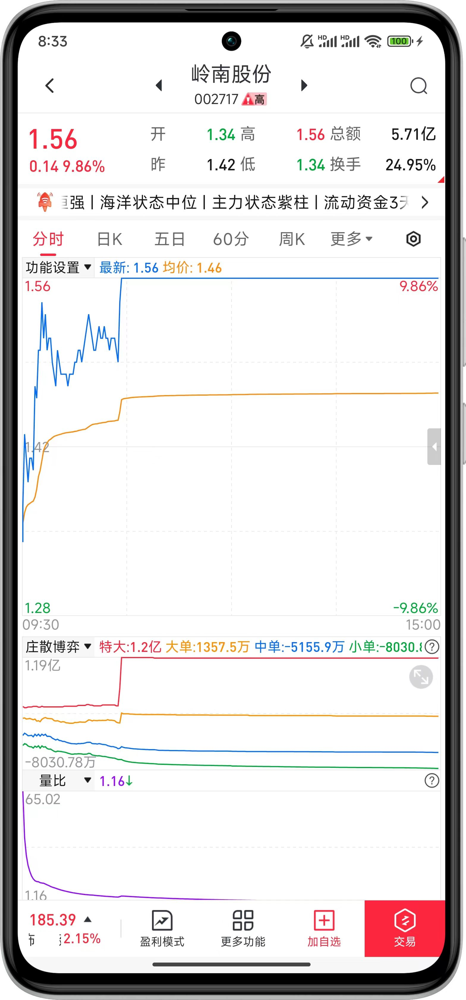 8:33
HD HD 100
岭南股份
002717 高
1.56 开 1.34 高 1.56 总额 5.71亿
0.14 9.86% 昨 1.42 低 1.34 换手 24.95%
强 | 海洋状态中位 | 主力状态紫柱 | 流动资金3天
分时 日K 五日 60分 周K 更多
功能设置 最新: 1.56 均价: 1.46
1.56 9.86%
1.42
1.28 -9.86%
09:30 15:00
庄散博弈 特大:1.2亿 大单:1357.5万 中单:-5155.9万 小单:-8030.8 ?
1.19亿
-8030.78万
量比 1.16↓ ?
65.02
1.16
185.39
2.15%
盈利模式 更多功能 加自选 交易